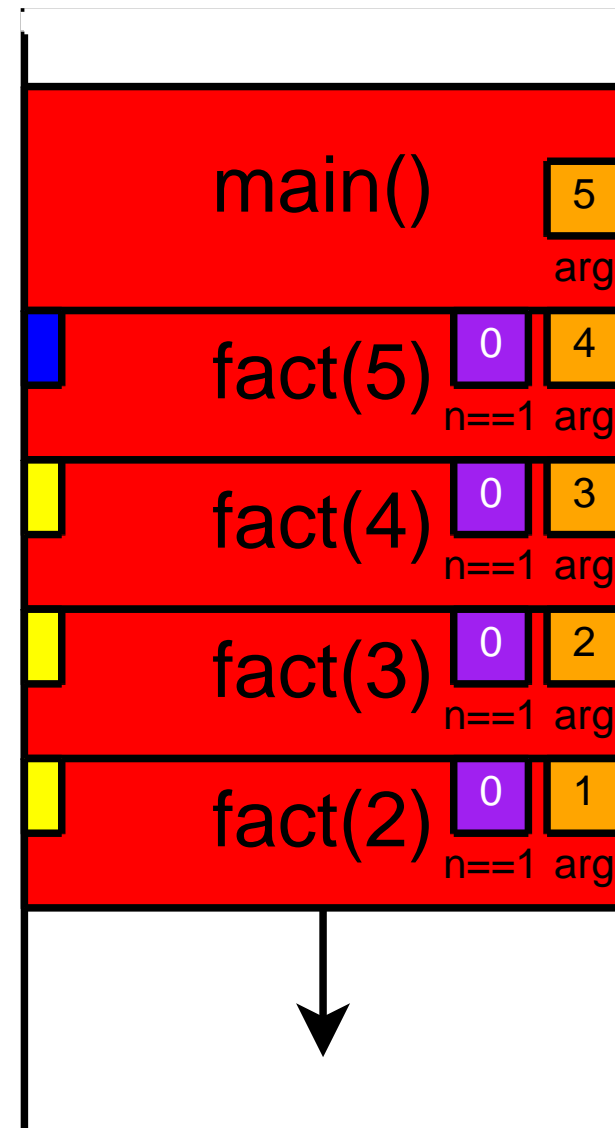 main() 5
arg
fact(5) 0 4
n==1 arg
fact(4) 0 3
n==1 arg
fact(3) 0 2
n==1 arg
fact(2) 0 1
n==1 arg